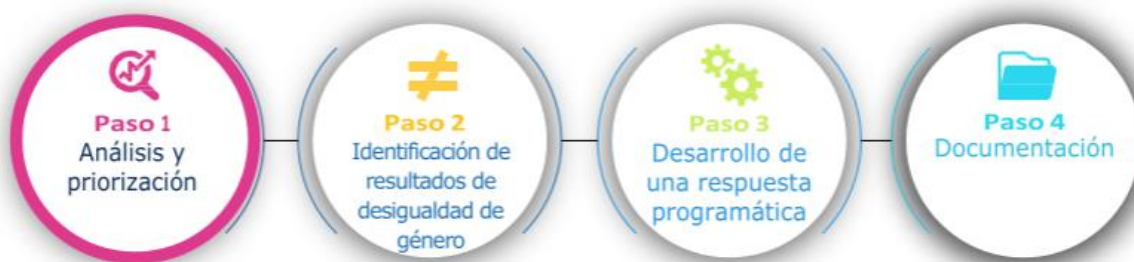 Paso 1
Análisis y
priorización
Paso 2
Identificación de
resultados de
desigualdad de
género
Paso 3
Desarrollo de
una respuesta
programática
Paso 4
Documentación